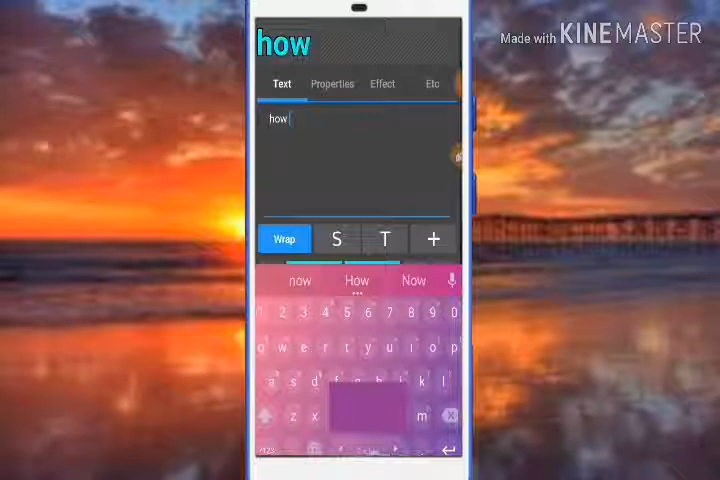 how
Made with KINEMASTER
Text Properties Effect Etc
how
Wrap S T +
now How Now
1 2 3 4 5 6 7 8 9 0
q w e r t y u i o p
a s d k l
z x m